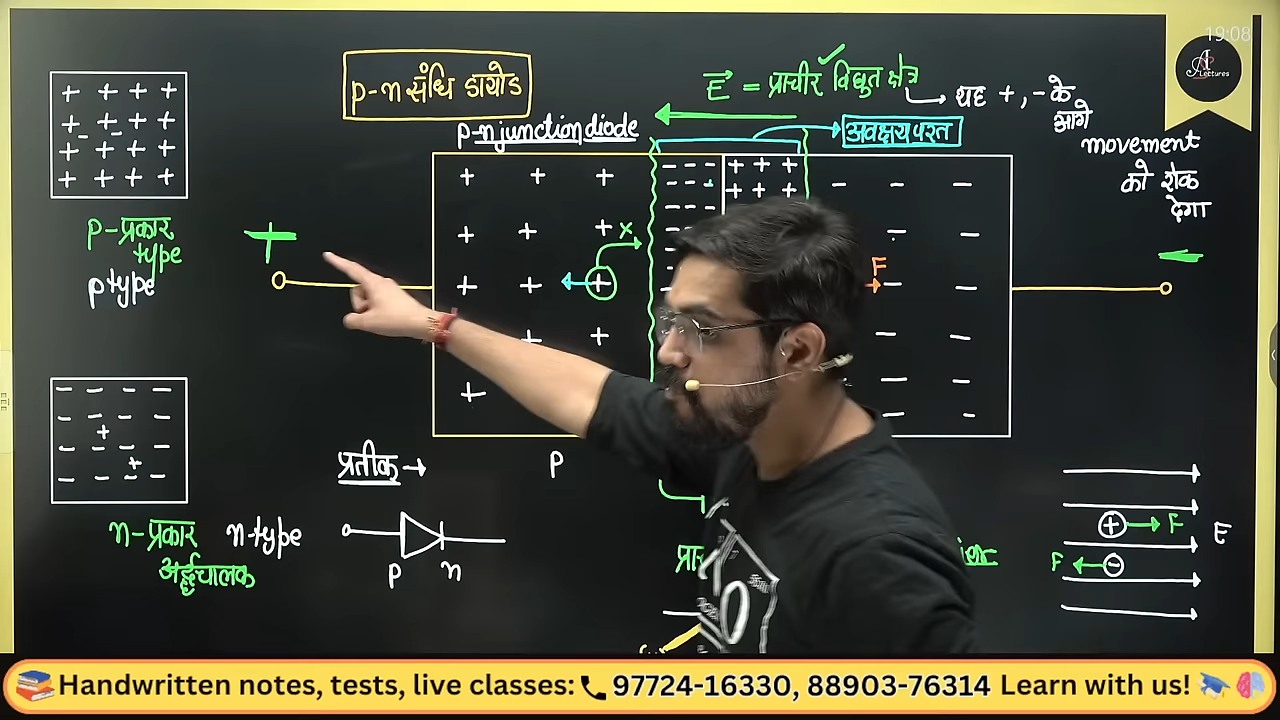 19:08
A Lectures
p-n संधि डायोड
p-n junction diode
E = प्राचीर विद्युत क्षेत्र
यह +, - के
आगे
movement
को रोक
देगा
अवक्षय परत
+ + + +
+ + + +
- -
+ + + +
+ + + +
p-प्रकार
type
p type
+
-
+ + +
+ + +
+ + +
+ +
+
- - -
- - -
- - -
+ + +
+ + +
x
F
- - -
- -
- -
- -
- -
- -
P
- - - -
- - - -
+
- - - -
+
- - - -
n-प्रकार n type
अर्द्धचालक
प्रतीक →
P n
प्रा
+ F
E
F -
10
📚 Handwritten notes, tests, live classes: 📞 97724-16330, 88903-76314 Learn with us! 🎓 🧠